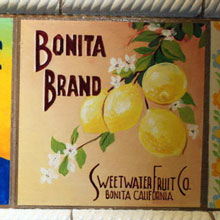 BONITA
BRAND
SWEETWATER FRUIT CO.
BONITA CALIFORNIA